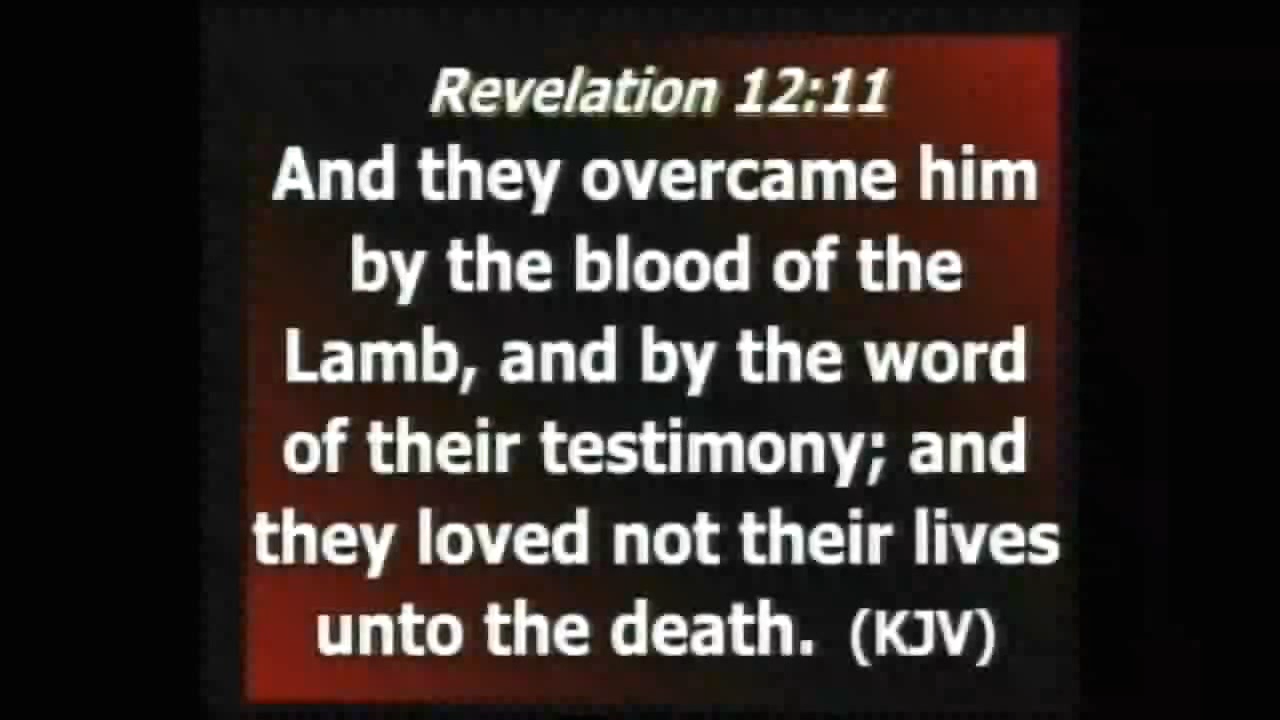 Revelation 12:11
And they overcame him
by the blood of the
Lamb, and by the word
of their testimony; and
they loved not their lives
unto the death. (KJV)